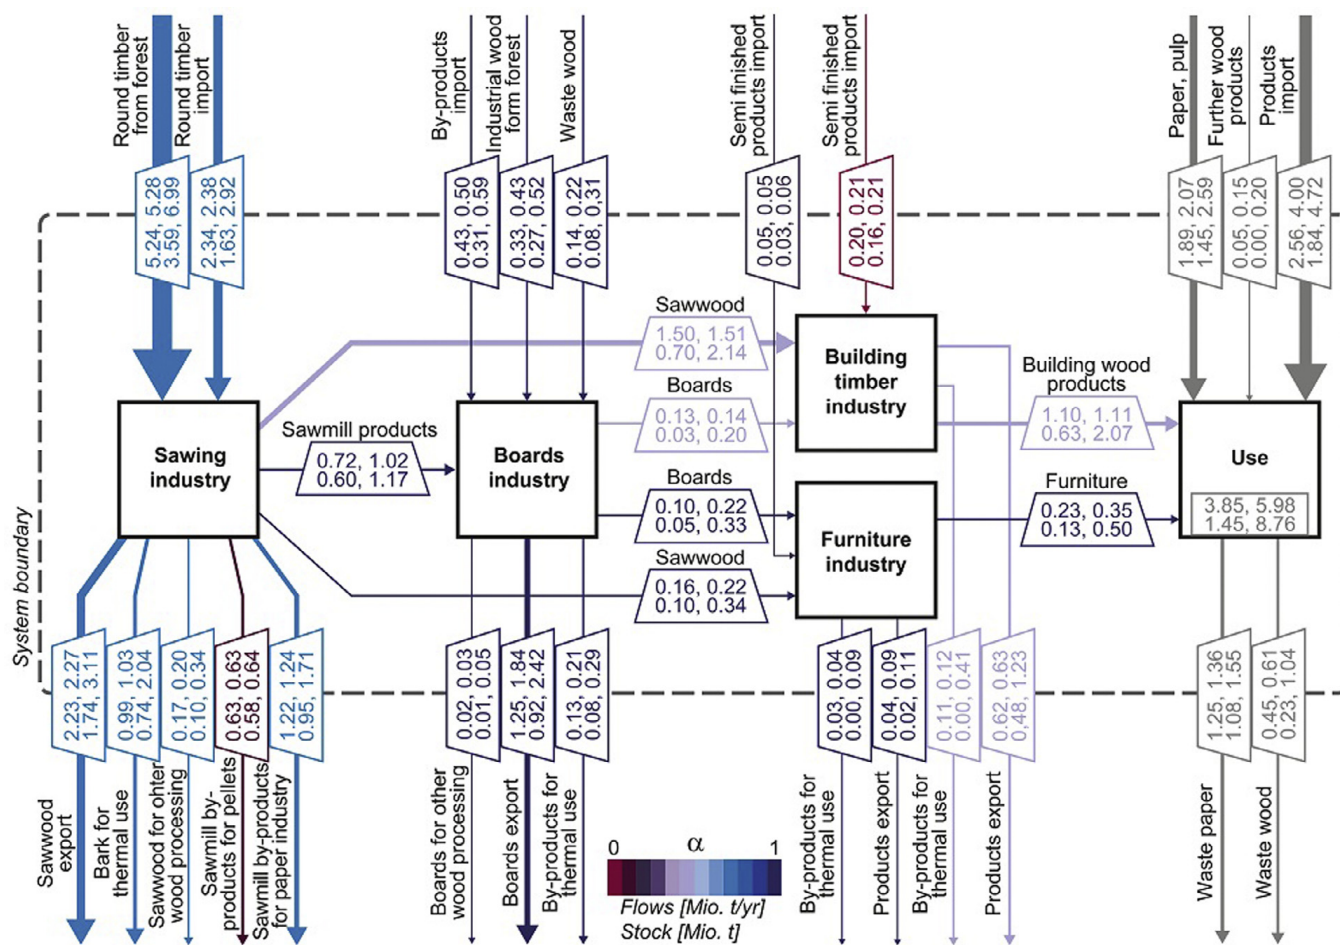 Round timber
from forest
Round timber
import
By-products
import
Industrial wood
form forest
Waste wood
Semi finished
products import
Semi finished
products import
Paper, pulp
Further wood
products
Products
import
5.24, 5.28
3.59, 6.99
2.34, 2.38
1.63, 2.92
0.43, 0.50
0.31, 0.59
0.33, 0.43
0.27, 0.52
0.14, 0.22
0.08, 0,31
0.05, 0.05
0.03, 0.06
0.20, 0.21
0.16, 0.21
1.89, 2.07
1.45, 2.59
0.05, 0.15
0.00, 0.20
2.56, 4.00
1.84, 4.72
System boundary
Sawwood
1.50, 1.51
0.70, 2.14
Building
timber
industry
Building wood
products
1.10, 1.11
0.63, 2.07
Boards
0.13, 0.14
0.03, 0.20
Sawing
industry
Sawmill products
0.72, 1.02
0.60, 1.17
Boards
industry
Boards
0.10, 0.22
0.05, 0.33
Furniture
0.23, 0.35
0.13, 0.50
Use
3.85, 5.98
1.45, 8.76
Sawwood
0.16, 0.22
0.10, 0.34
Furniture
industry
2.23, 2.27
1.74, 3.11
0.99, 1.03
0.74, 2.04
0.17, 0.20
0.10, 0.34
0.63, 0.63
0.58, 0.64
1.22, 1.24
0.95, 1.71
0.02, 0.03
0.01, 0.05
1.25, 1.84
0.92, 2.42
0.13, 0.21
0.08, 0.29
0.03, 0.04
0.00, 0.09
0.04, 0.09
0.02, 0.11
0.11, 0.12
0.00, 0.41
0.62, 0.63
0,48, 1.23
1.25, 1.36
1.08, 1.55
0.45, 0.61
0.23, 1.04
Sawwood
export
Bark for
thermal use
Sawwood for ohter
wood processing
Sawmill by-
products for pellets
Sawmill by-products
for paper industry
Boards for other
wood processing
Boards export
By-products for
thermal use
By-products for
thermal use
Products export
By-products for
thermal use
Products export
Waste paper
Waste wood
0 α 1
Flows [Mio. t/yr]
Stock [Mio. t]